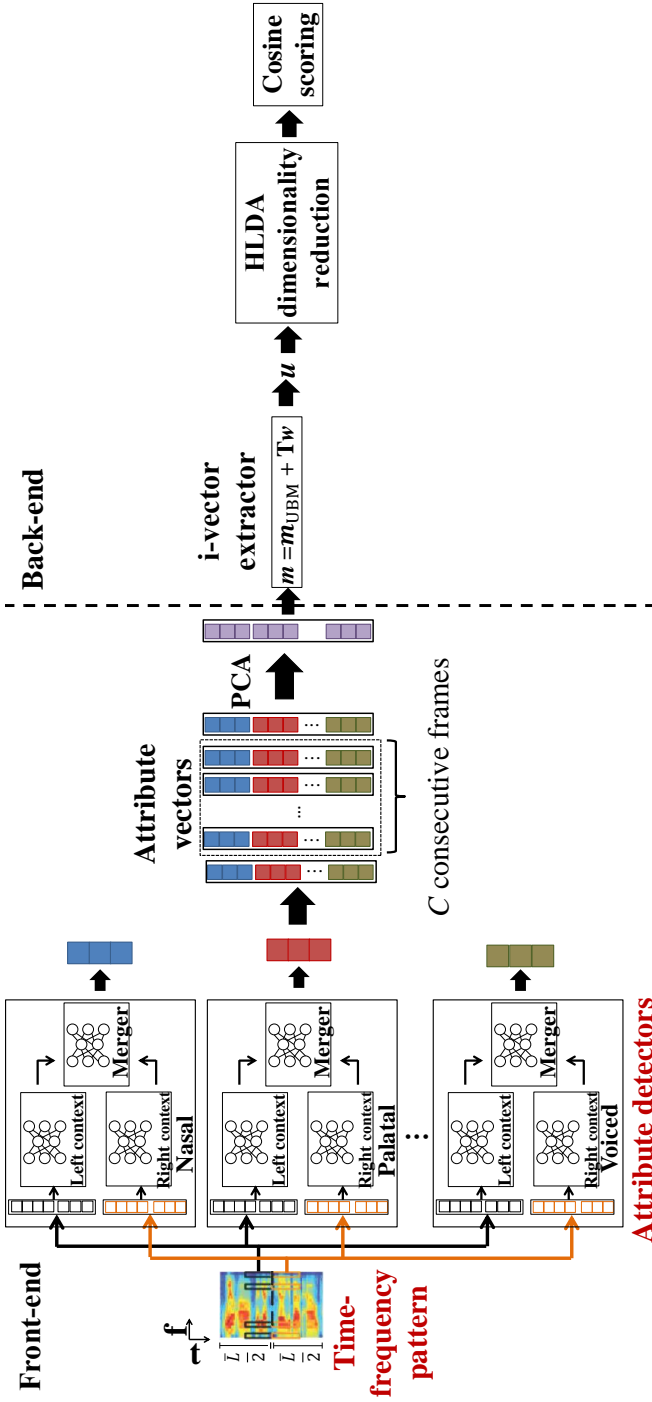 Front-end
Back-end
f
t
L
2
L
2
Time-
frequency
pattern
Left context
Right context
Merger
Nasal
Left context
Right context
Merger
Palatal
...
Left context
Right context
Merger
Voiced
Attribute detectors
Attribute
vectors
...
...
...
...
...
...
C consecutive frames
PCA
i-vector
extractor
m =m_UBM + Tw
u
HLDA
dimensionality
reduction
Cosine
scoring